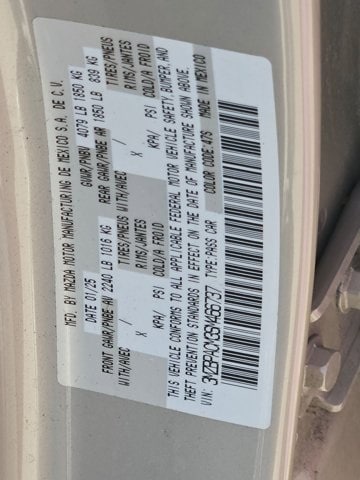 MFD. BY MAZDA MOTOR MANUFACTURING DE MEXICO S.A. DE C.V.
DATE 01/25 GVWR/PNBV 4079 LB 1850 KG
FRONT GAWR/PNBE AV 2240 LB 1016 KG REAR GAWR/PNBE AR 1850 LB 839 KG
WITH/AVEC TIRES/PNEUS WITH/AVEC TIRES/PNEUS
/ RIMS/JANTES / RIMS/JANTES
X COLD/A FROID X COLD/A FROID
KPA/ PSI KPA/ PSI
THIS VEHICLE CONFORMS TO ALL APPLICABLE FEDERAL MOTOR VEHICLE SAFETY, BUMPER, AND
THEFT PREVENTION STANDARDS IN EFFECT ON THE DATE OF MANUFACTURE SHOWN ABOVE.
VIN: TYPE: PASS CAR COLOR CODE: 47S MADE IN MEXICO